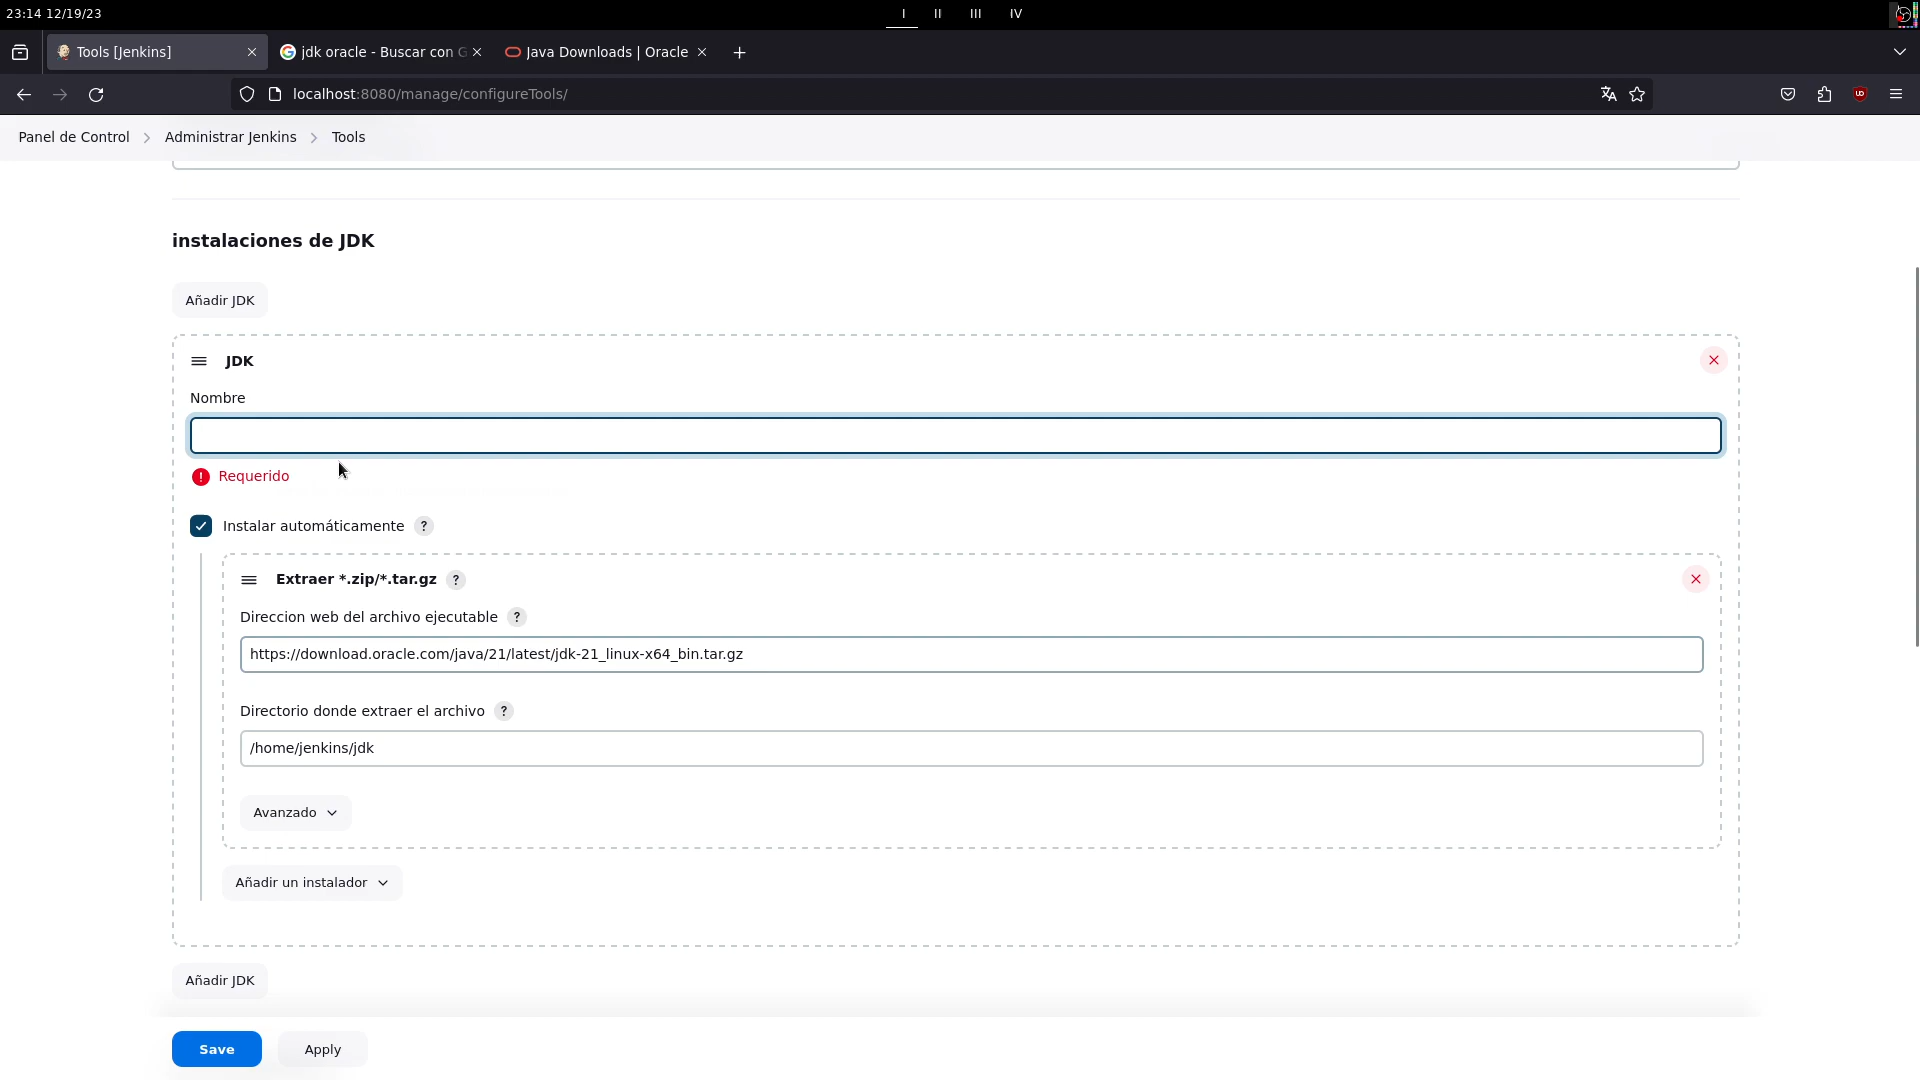 23:14 12/19/23
I II III IV
Tools [Jenkins]
jdk oracle - Buscar con G
Java Downloads | Oracle
localhost:8080/manage/configureTools/
Panel de Control
Administrar Jenkins
Tools
instalaciones de JDK
Añadir JDK
JDK
Nombre
Requerido
Instalar automáticamente ?
Extraer *.zip/*.tar.gz ?
Direccion web del archivo ejecutable ?
https://download.oracle.com/java/21/latest/jdk-21_linux-x64_bin.tar.gz
Directorio donde extraer el archivo ?
/home/jenkins/jdk
Avanzado
Añadir un instalador
Añadir JDK
Save
Apply